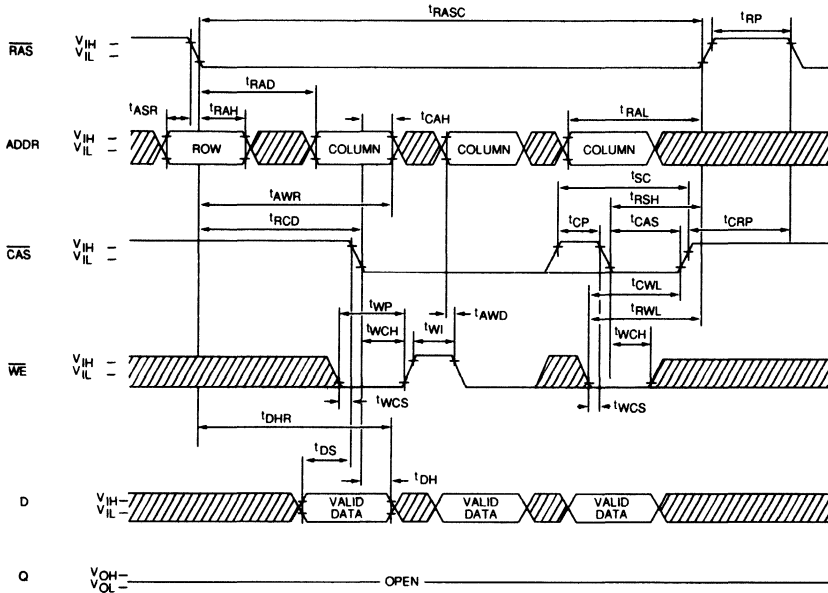 tRASC
tRP
RAS
VIH
VIL
tRAD
tASR
tRAH
tCAH
tRAL
ADDR
VIH
VIL
ROW
COLUMN
COLUMN
COLUMN
tAWR
tSC
tRSH
tRCD
tCP
tCAS
tCRP
CAS
VIH
VIL
tCWL
tWP
tRWL
tAWD
tWCH
tWI
tWCH
WE
VIH
VIL
tWCS
tWCS
tDHR
tDS
tDH
D
VIH
VIL
VALID DATA
VALID DATA
VALID DATA
Q
VOH
VOL
OPEN